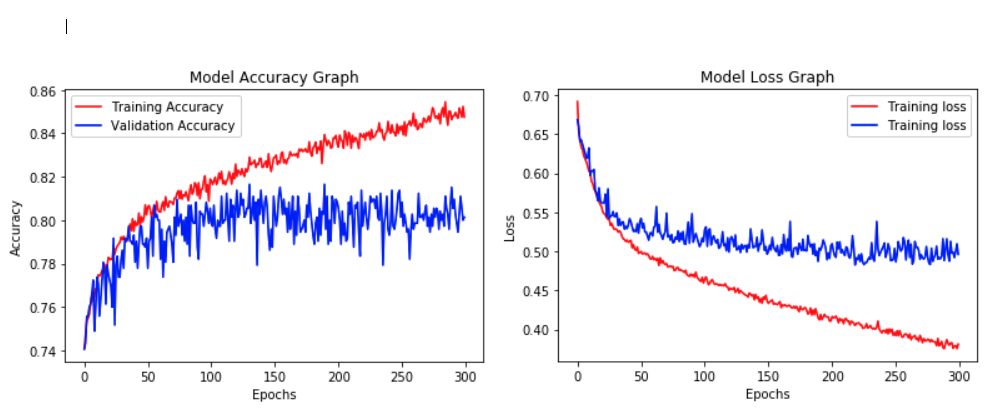 Model Accuracy Graph
Training Accuracy
Validation Accuracy
Accuracy
0.86
0.84
0.82
0.80
0.78
0.76
0.74
0 50 100 150 200 250 300
Epochs
Model Loss Graph
Training loss
Training loss
Loss
0.70
0.65
0.60
0.55
0.50
0.45
0.40
0 50 100 150 200 250 300
Epochs